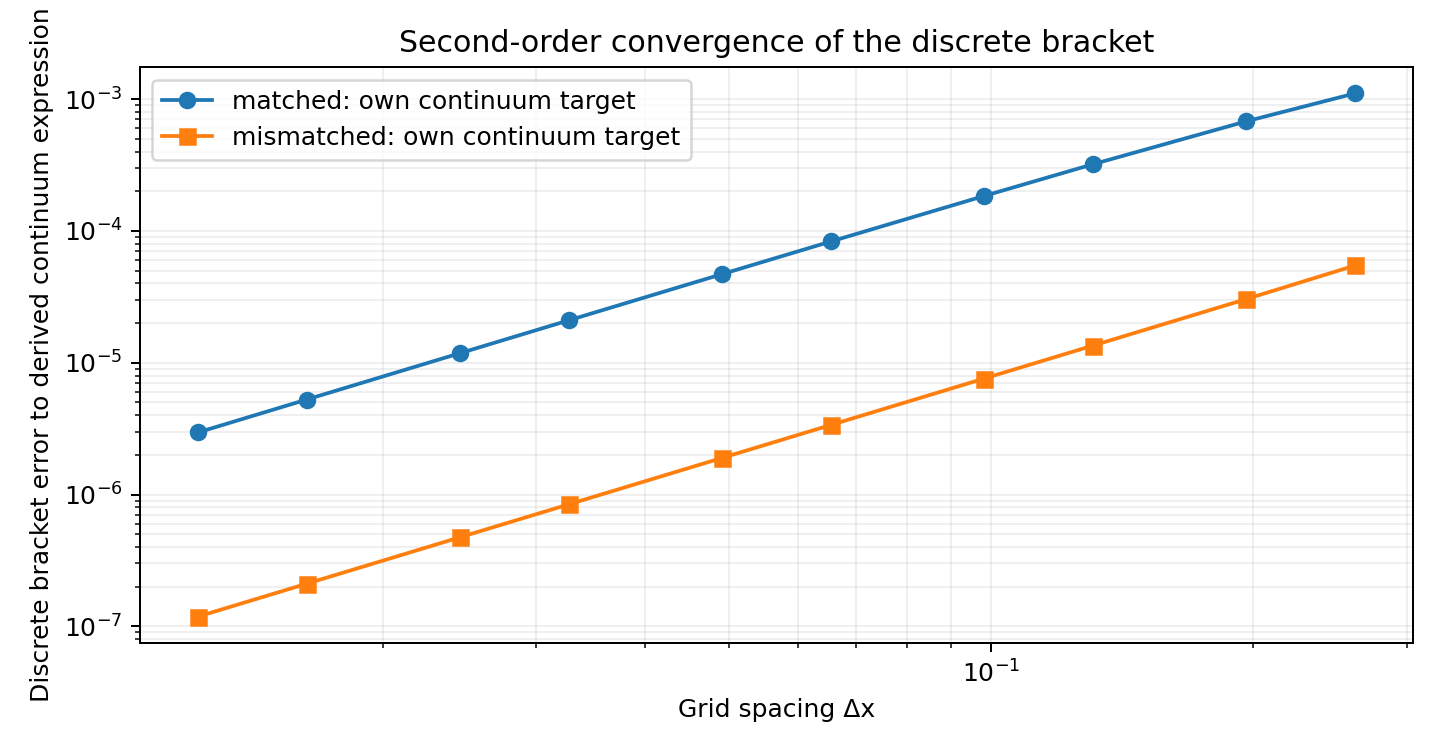 Second-order convergence of the discrete bracket
matched: own continuum target
mismatched: own continuum target
Discrete bracket error to derived continuum expression
10⁻³
10⁻⁴
10⁻⁵
10⁻⁶
10⁻⁷
10⁻¹
Grid spacing Δx